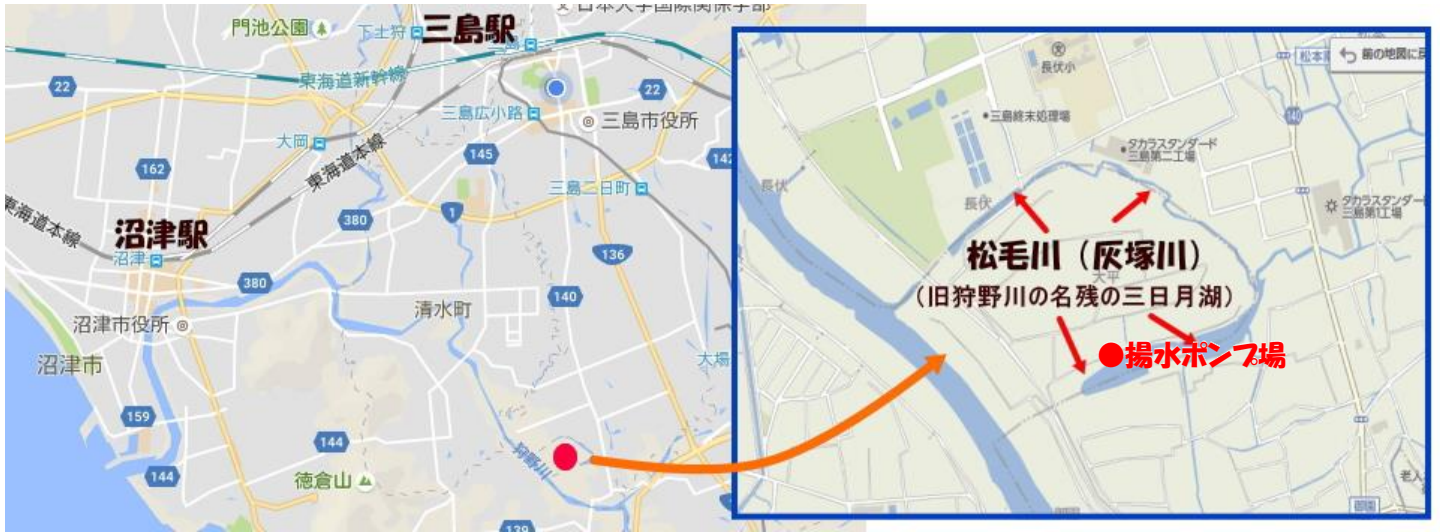 門池公園
下土狩
三島駅
三島
東海道新幹線
22
22
三島広小路
三島市役所
大岡
東海道本線
145
142
162
三島二日町
380
1
東海道本線
沼津駅
沼津
136
380
140
清水町
沼津市役所
沼津市
大場
159
狩野川
144
144
徳倉山
139
長伏小
前の地図に戻
140
三島終末処理場
タカラスタンダード
三島第二工場
長伏
長伏
タカラスタンダード
三島第1工場
松毛川（灰塚川）
大平
（旧狩野川の名残の三日月湖）
●揚水ポンプ場
老人
御園